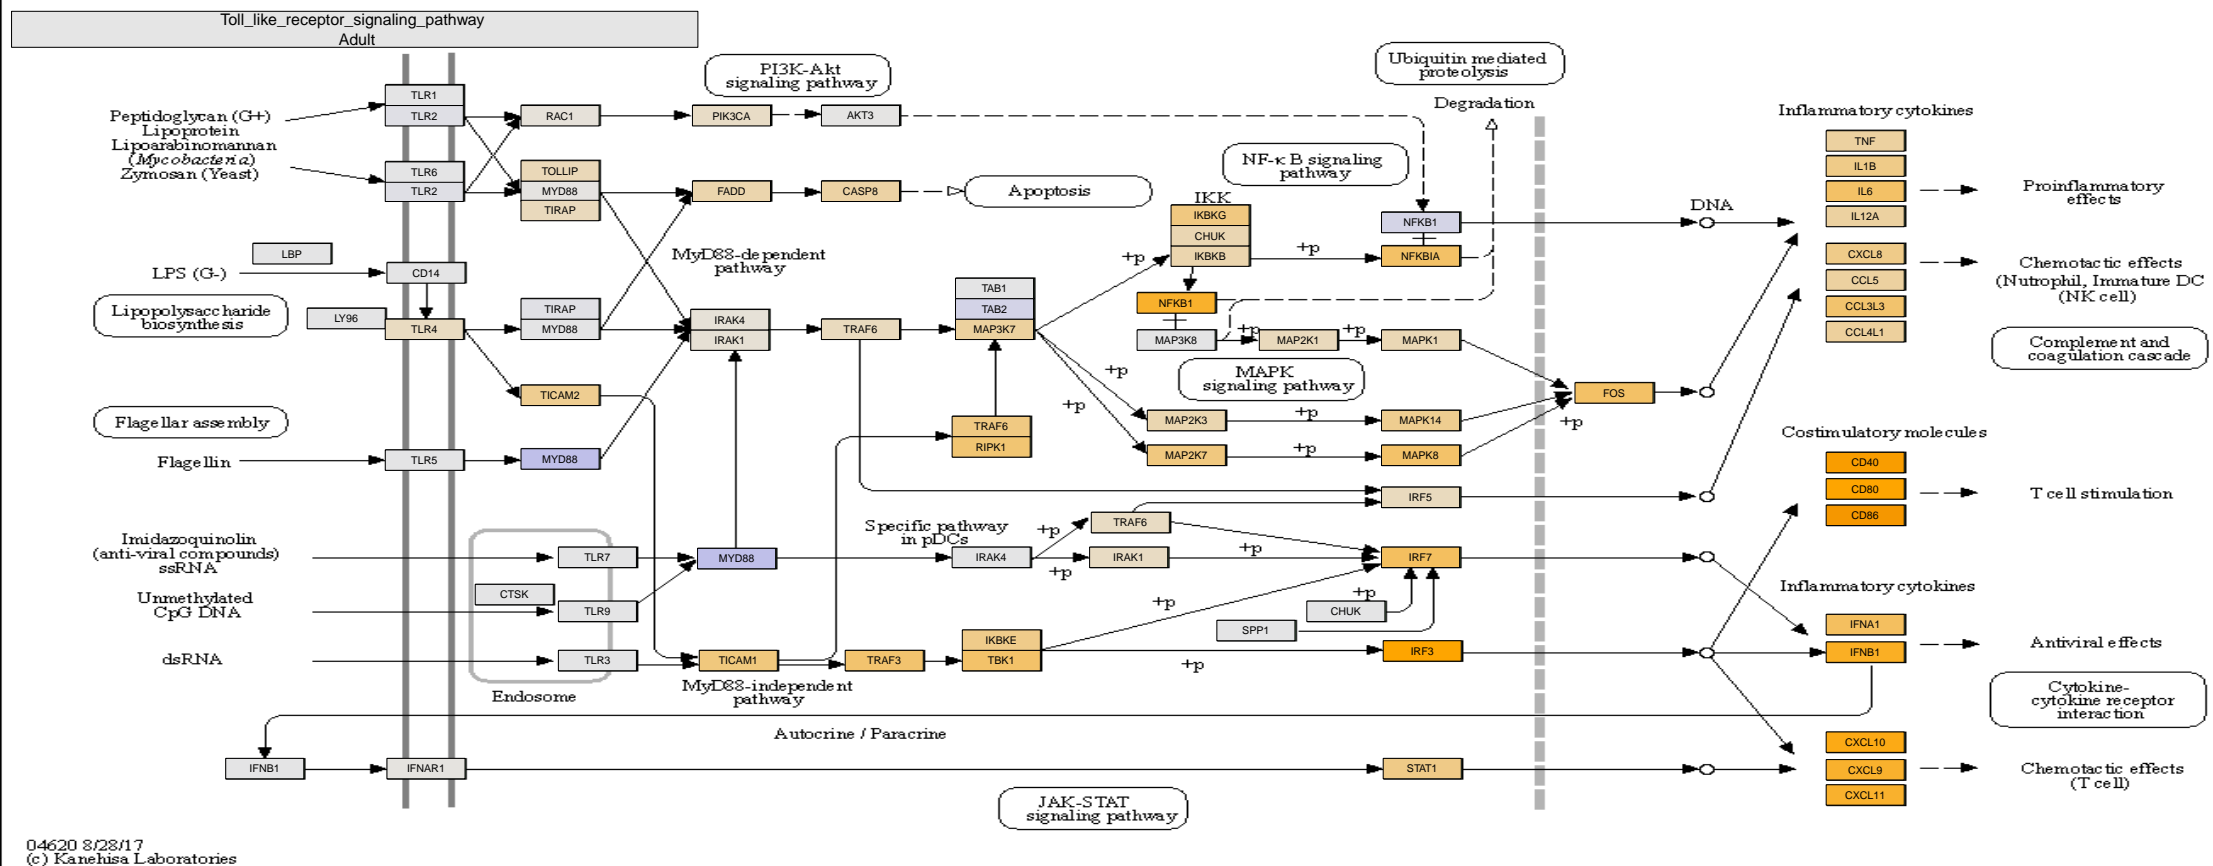 Toll_like_receptor_signaling_pathway
Adult
PI3K-Akt
signaling pathway
Ubiquitin mediated
proteolysis
Degradation
Inflammatory cytokines
Peptidoglycan (G+)
Lipoprotein
Lipoarabinomannan
(Mycobacteria)
Zymosan (Yeast)
TLR1
TLR2
RAC1
PIK3CA
AKT3
TLR6
TLR2
TOLLIP
MYD88
TIRAP
FADD
CASP8
Apoptosis
NF-κ B signaling
pathway
IKK
IKBKG
CHUK
IKBKB
+p
+p
NFKB1
NFKBIA
DNA
TNF
IL1B
IL6
IL12A
Proinflammatory
effects
CXCL8
CCL5
CCL3L3
CCL4L1
Chemotactic effects
(Nutrophil, Immature DC
(NK cell)
Complement and
coagulation cascade
LBP
LPS (G-)
CD14
MyD88-dependent
pathway
Lipopolysaccharide
biosynthesis
LY96
TLR4
TIRAP
MYD88
IRAK4
IRAK1
TRAF6
TAB1
TAB2
MAP3K7
NFKB1
MAP3K8
+p
MAP2K1
+p
MAPK1
MAPK
signaling pathway
+p
+p
FOS
+p
TICAM2
Flagellar assembly
Flagellin
TLR5
MYD88
TRAF6
RIPK1
MAP2K3
+p
MAPK14
MAP2K7
+p
MAPK8
Costimulatory molecules
CD40
CD80
CD86
T cell stimulation
IRF5
Specific pathway
in pDCs
+p
TRAF6
Imidazoquinolin
(anti-viral compounds)
ssRNA
TLR7
MYD88
IRAK4
+p
IRAK1
+p
IRF7
Unmethylated
CpG DNA
CTSK
TLR9
+p
+p
CHUK
SPP1
Inflammatory cytokines
IFNA1
IFNB1
Antiviral effects
dsRNA
TLR3
TICAM1
TRAF3
IKBKE
TBK1
+p
IRF3
Endosome
MyD88-independent
pathway
Cytokine-
cytokine receptor
interaction
Autocrine / Paracrine
IFNB1
IFNAR1
STAT1
CXCL10
CXCL9
CXCL11
Chemotactic effects
(T cell)
JAK-STAT
signaling pathway
04620 8/28/17
(c) Kanehisa Laboratories